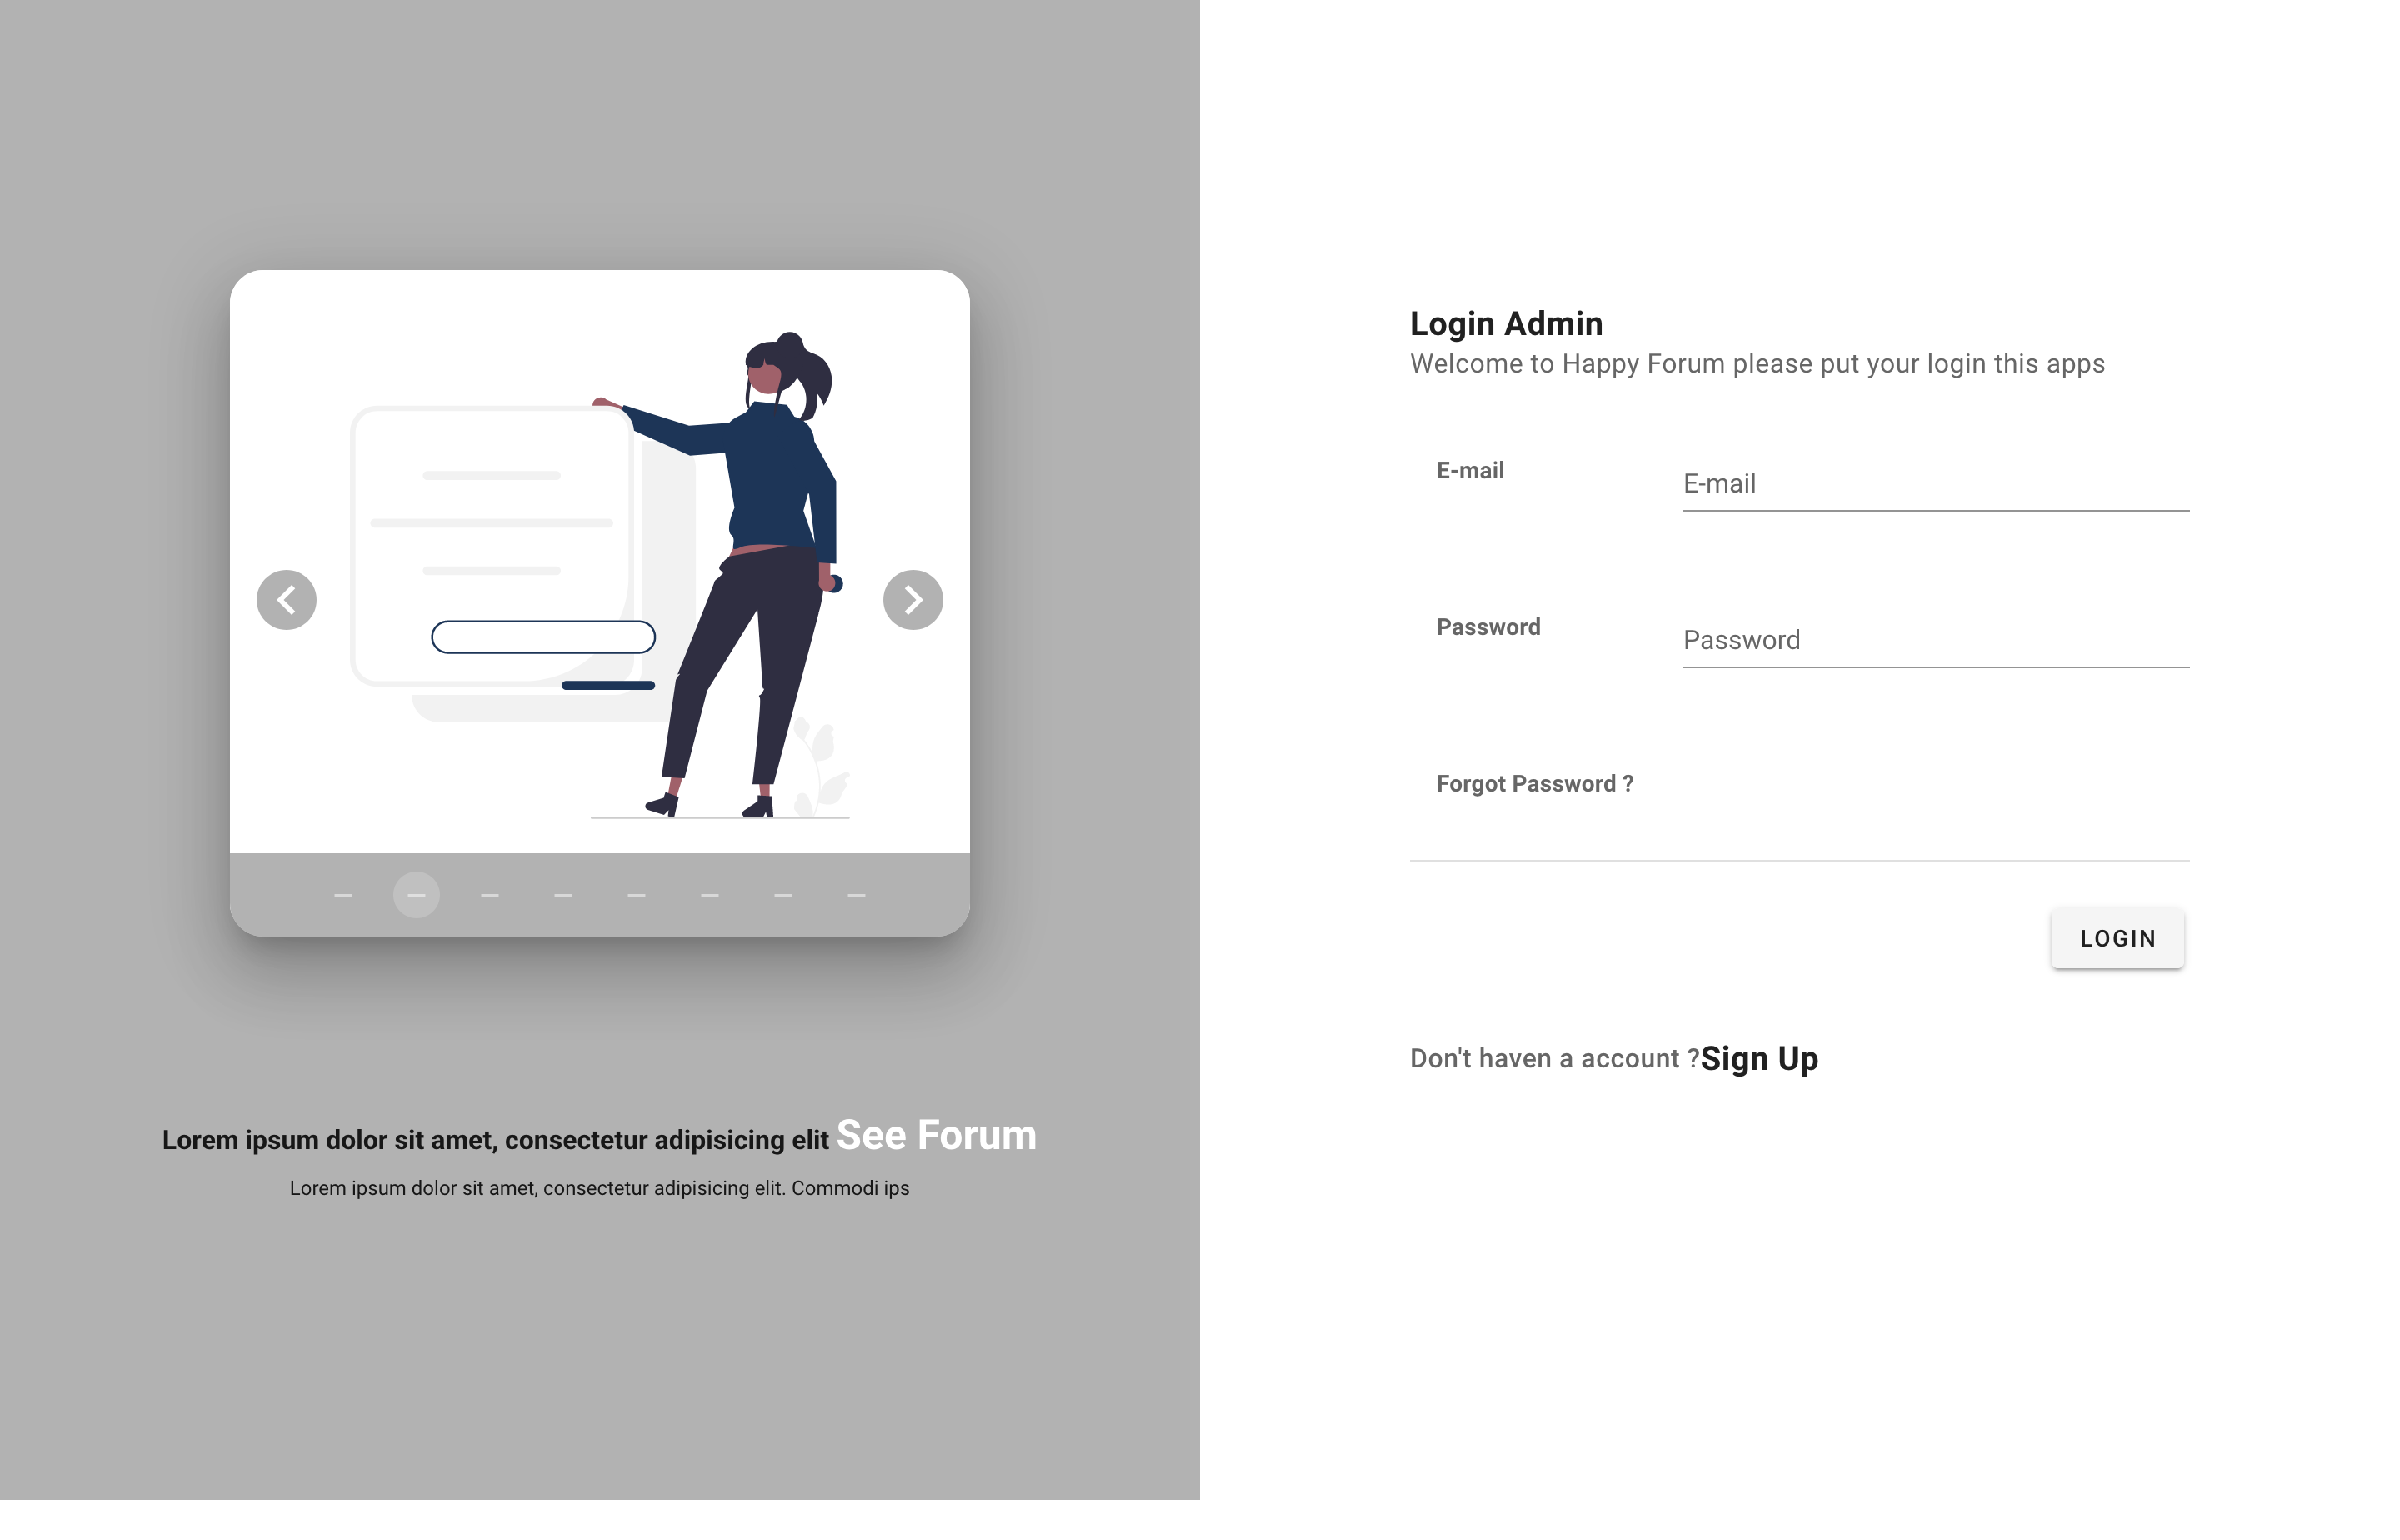 Lorem ipsum dolor sit amet, consectetur adipisicing elit See Forum
Lorem ipsum dolor sit amet, consectetur adipisicing elit. Commodi ips
Login Admin
Welcome to Happy Forum please put your login this apps
E-mail
E-mail
Password
Password
Forgot Password ?
LOGIN
Don't haven a account ?Sign Up